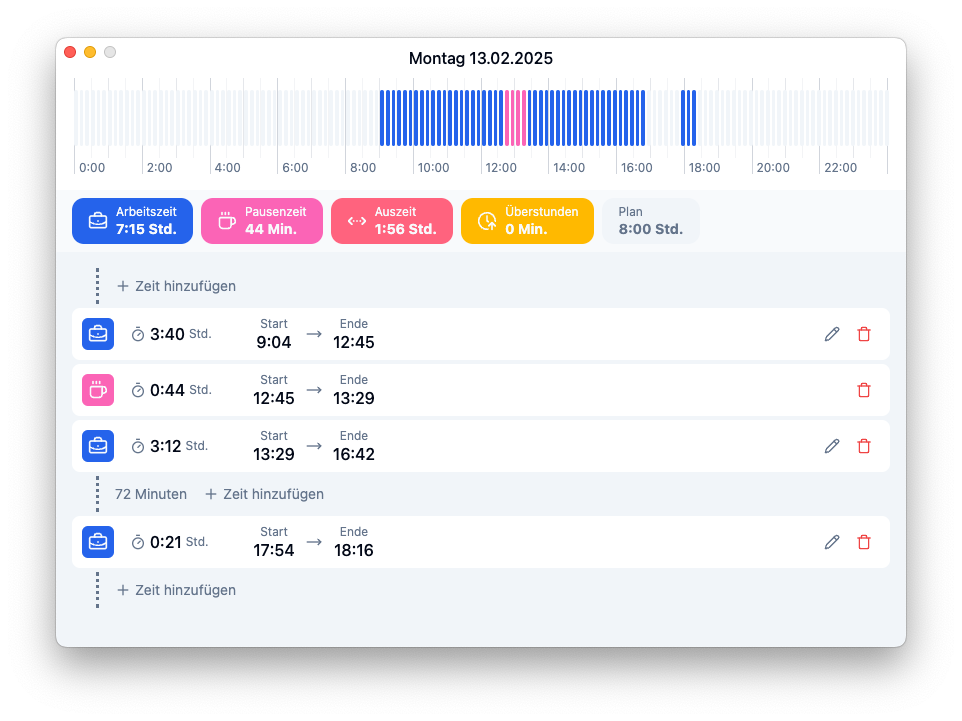 Montag 13.02.2025
0:00 2:00 4:00 6:00 8:00 10:00 12:00 14:00 16:00 18:00 20:00 22:00
Arbeitszeit
7:15 Std.
Pausenzeit
44 Min.
Auszeit
1:56 Std.
Überstunden
0 Min.
Plan
8:00 Std.
Zeit hinzufügen
3:40 Std.
Start
9:04
Ende
12:45
0:44 Std.
Start
12:45
Ende
13:29
3:12 Std.
Start
13:29
Ende
16:42
72 Minuten Zeit hinzufügen
0:21 Std.
Start
17:54
Ende
18:16
Zeit hinzufügen